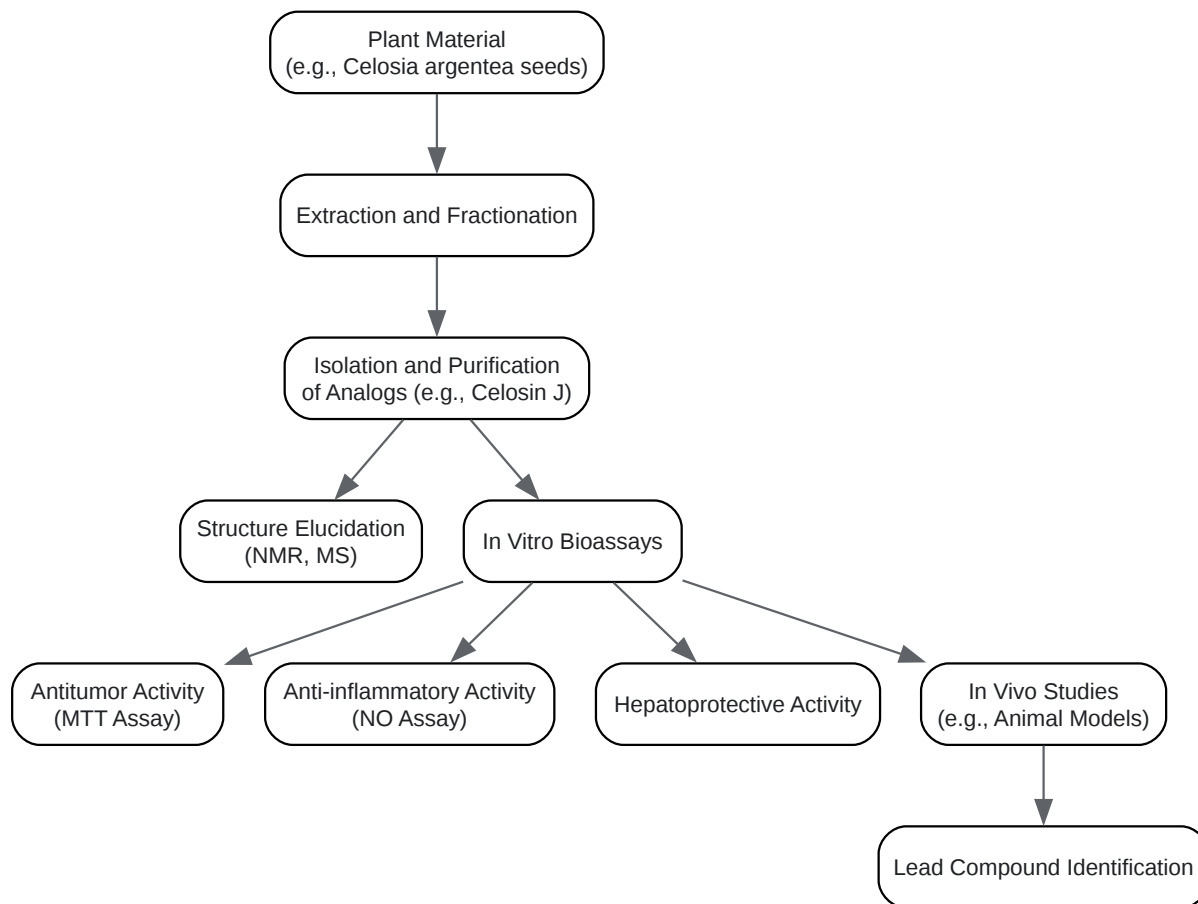 Plant Material
(e.g., Celosia argentea seeds)
Extraction and Fractionation
Isolation and Purification
of Analogs (e.g., Celosin J)
Structure Elucidation
(NMR, MS)
In Vitro Bioassays
Antitumor Activity
(MTT Assay)
Anti-inflammatory Activity
(NO Assay)
Hepatoprotective Activity
In Vivo Studies
(e.g., Animal Models)
Lead Compound Identification